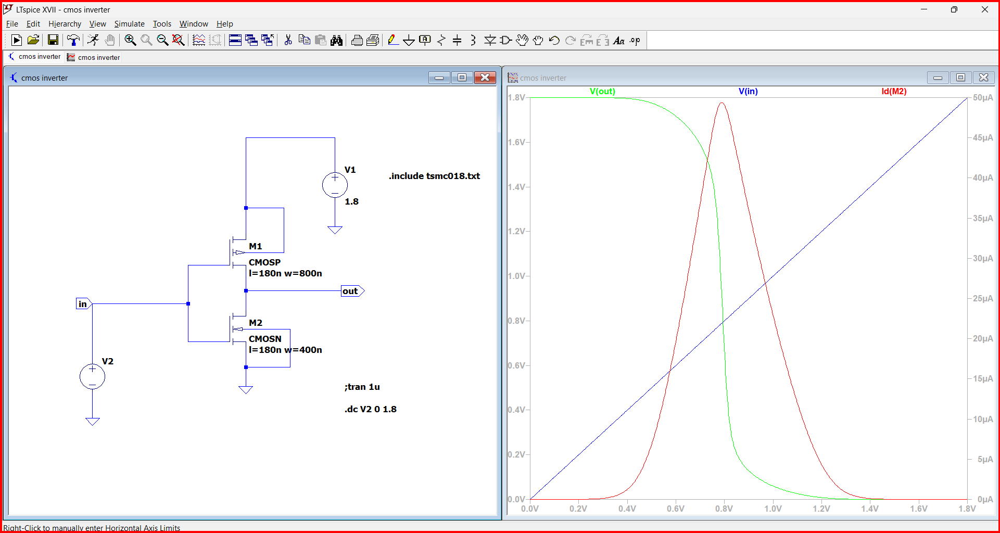 LTspice XVII - cmos inverter
File Edit Hierarchy View Simulate Tools Window Help
cmos inverter cmos inverter
cmos inverter
V1
1.8
.include tsmc018.txt
M1
CMOSP
l=180n w=800n
out
in
M2
CMOSN
l=180n w=400n
V2
;tran 1u
.dc V2 0 1.8
cmos inverter
V(out) V(in) Id(M2)
1.8V 50µA
45µA
1.6V
40µA
1.4V
35µA
1.2V
30µA
1.0V
25µA
0.8V
20µA
0.6V
15µA
0.4V
10µA
0.2V
5µA
0.0V 0µA
0.0V 0.2V 0.4V 0.6V 0.8V 1.0V 1.2V 1.4V 1.6V 1.8V
Right-Click to manually enter Horizontal Axis Limits